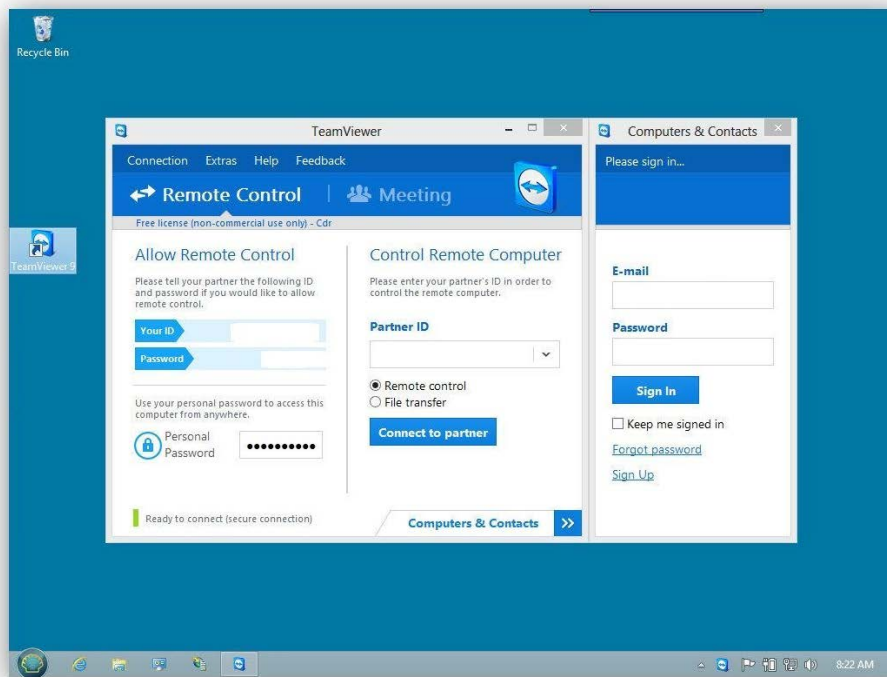 Recycle Bin
TeamViewer 9
TeamViewer
Connection Extras Help Feedback
Remote Control
Meeting
Free license (non-commercial use only) - Cdr
Allow Remote Control
Please tell your partner the following ID
and password if you would like to allow
remote control.
Your ID
Password
Use your personal password to access this
computer from anywhere.
Personal
Password
Ready to connect (secure connection)
Control Remote Computer
Please enter your partner's ID in order to
control the remote computer.
Partner ID
Remote control
File transfer
Connect to partner
Computers & Contacts
Computers & Contacts
Please sign in...
E-mail
Password
Sign In
Keep me signed in
Forgot password
Sign Up
8:22 AM